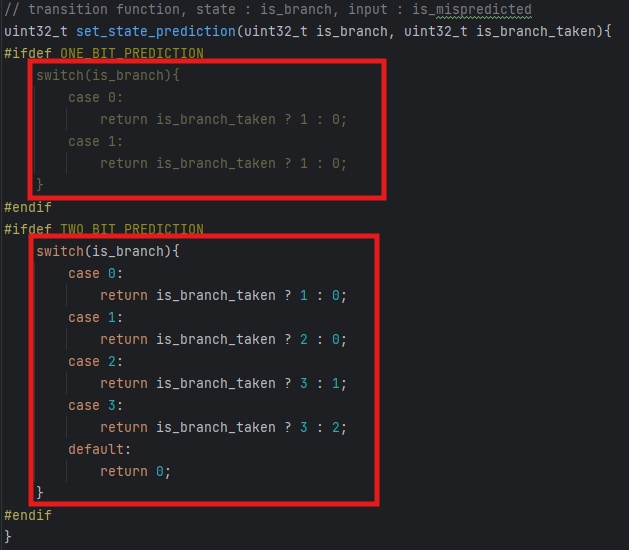 // transition function, state : is_branch, input : is_mispredicted
uint32_t set_state_prediction(uint32_t is_branch, uint32_t is_branch_taken){
#ifdef ONE_BIT_PREDICTION
switch(is_branch){
case 0:
return is_branch_taken ? 1 : 0;
case 1:
return is_branch_taken ? 1 : 0;
}
#endif
#ifdef TWO_BIT_PREDICTION
switch(is_branch){
case 0:
return is_branch_taken ? 1 : 0;
case 1:
return is_branch_taken ? 2 : 0;
case 2:
return is_branch_taken ? 3 : 1;
case 3:
return is_branch_taken ? 3 : 2;
default:
return 0;
}
#endif
}